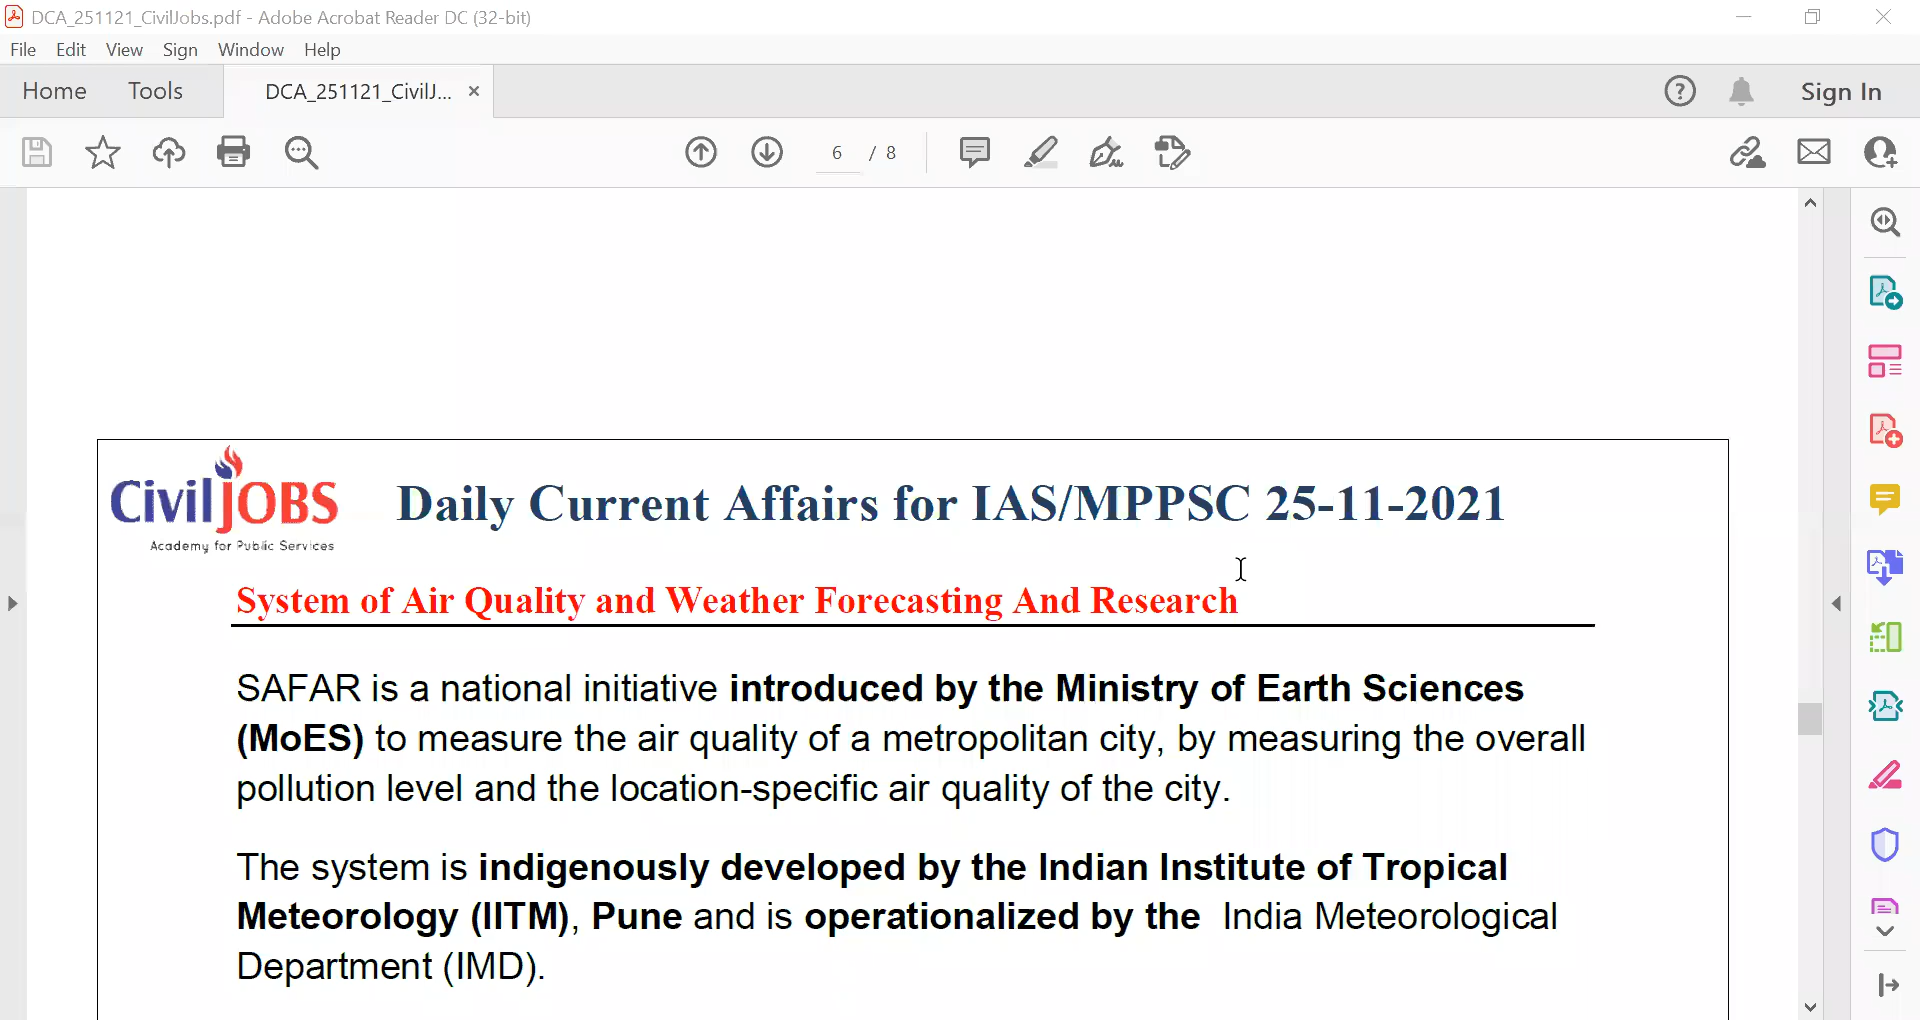 DCA_251121_CivilJobs.pdf - Adobe Acrobat Reader DC (32-bit)
File Edit View Sign Window Help
Home Tools DCA_251121_CivilJ... × Sign In
6 / 8
CivilJOBS
Academy for Public Services
Daily Current Affairs for IAS/MPPSC 25-11-2021
System of Air Quality and Weather Forecasting And Research
SAFAR is a national initiative introduced by the Ministry of Earth Sciences
(MoES) to measure the air quality of a metropolitan city, by measuring the overall
pollution level and the location-specific air quality of the city.
The system is indigenously developed by the Indian Institute of Tropical
Meteorology (IITM), Pune and is operationalized by the India Meteorological
Department (IMD).